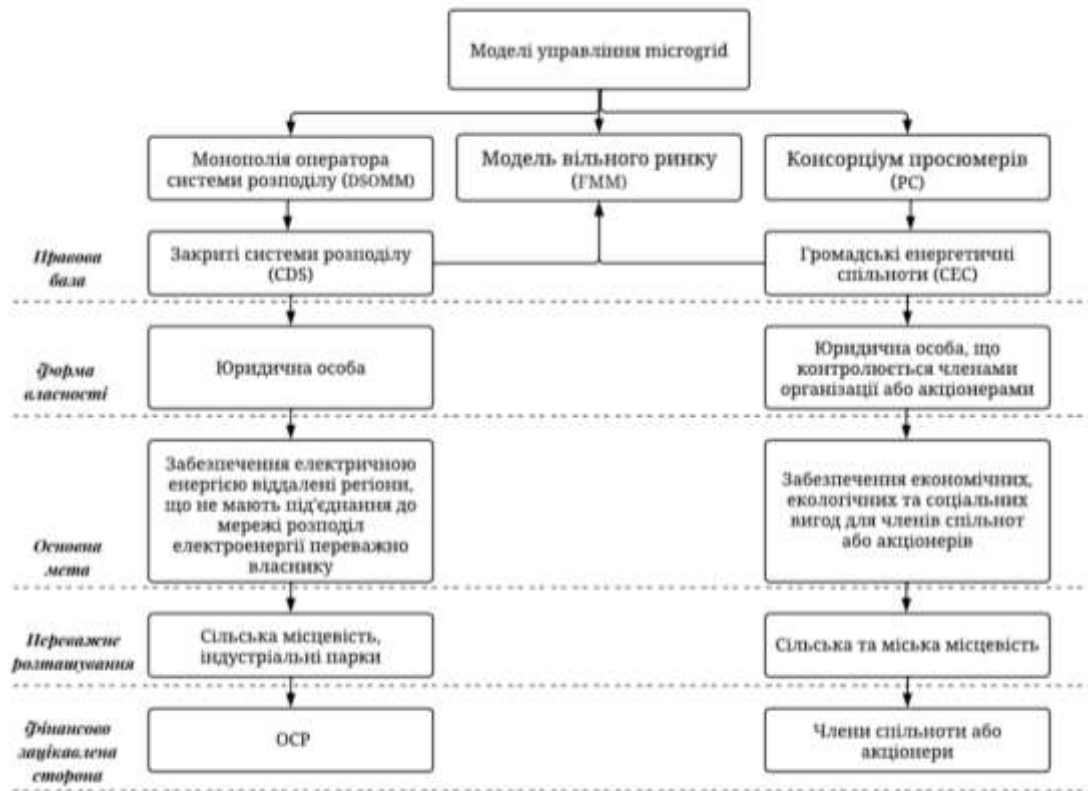 Моделі управління microgrid
Монополія оператора
системи розподілу (DSOMM)
Модель вільного ринку
(FMM)
Консорціум просюмерів
(PC)
Правова
база
Закриті системи розподілу
(CDS)
Громадські енергетичні
спільноти (CEC)
Форма
власності
Юридична особа
Юридична особа, що
контролюється членами
організації або акціонерами
Основна
мета
Забезпечення електричною
енергією віддалені регіони,
що не мають під'єднання до
мережі розподіл
електроенергії переважно
власнику
Забезпечення економічних,
екологічних та соціальних
вигод для членів спільнот
або акціонерів
Переважне
розташування
Сільська місцевість,
індустріальні парки
Сільська та міська місцевість
Фінансово
зацікавлена
сторона
ОСР
Члени спільноти або
акціонери